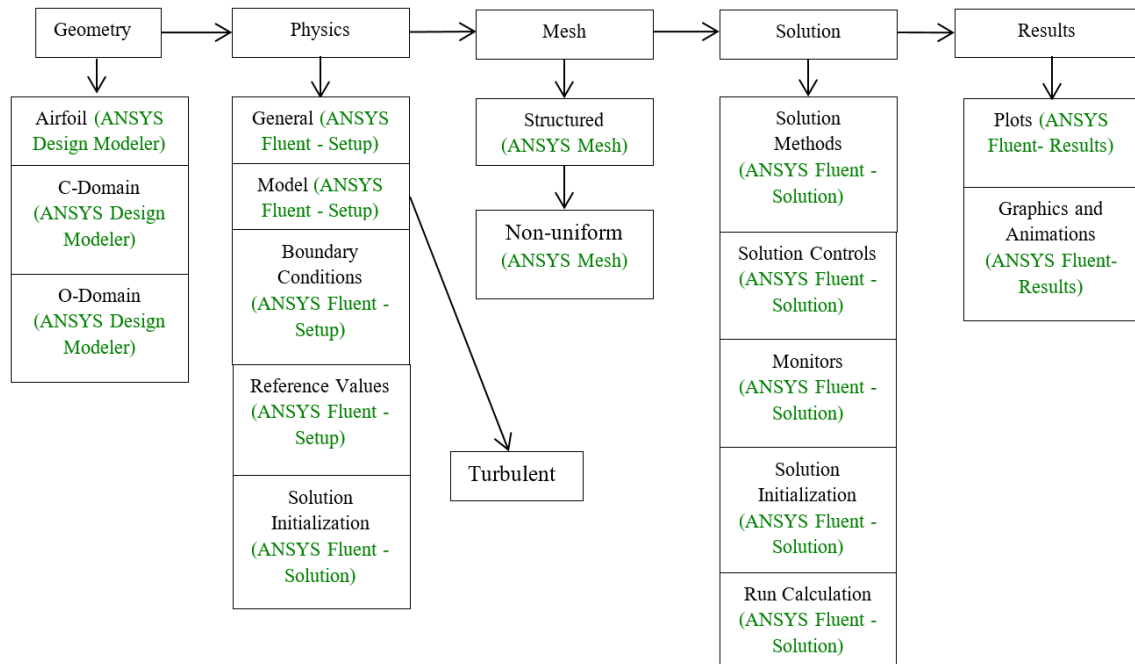 Geometry
Physics
Mesh
Solution
Results
Airfoil (ANSYS
Design Modeler)
C-Domain
(ANSYS Design
Modeler)
O-Domain
(ANSYS Design
Modeler)
General (ANSYS
Fluent - Setup)
Model (ANSYS
Fluent - Setup)
Boundary
Conditions
(ANSYS Fluent -
Setup)
Reference Values
(ANSYS Fluent -
Setup)
Solution
Initialization
(ANSYS Fluent -
Solution)
Turbulent
Structured
(ANSYS Mesh)
Non-uniform
(ANSYS Mesh)
Solution
Methods
(ANSYS Fluent -
Solution)
Solution Controls
(ANSYS Fluent -
Solution)
Monitors
(ANSYS Fluent -
Solution)
Solution
Initialization
(ANSYS Fluent -
Solution)
Run Calculation
(ANSYS Fluent -
Solution)
Plots (ANSYS
Fluent- Results)
Graphics and
Animations
(ANSYS Fluent-
Results)